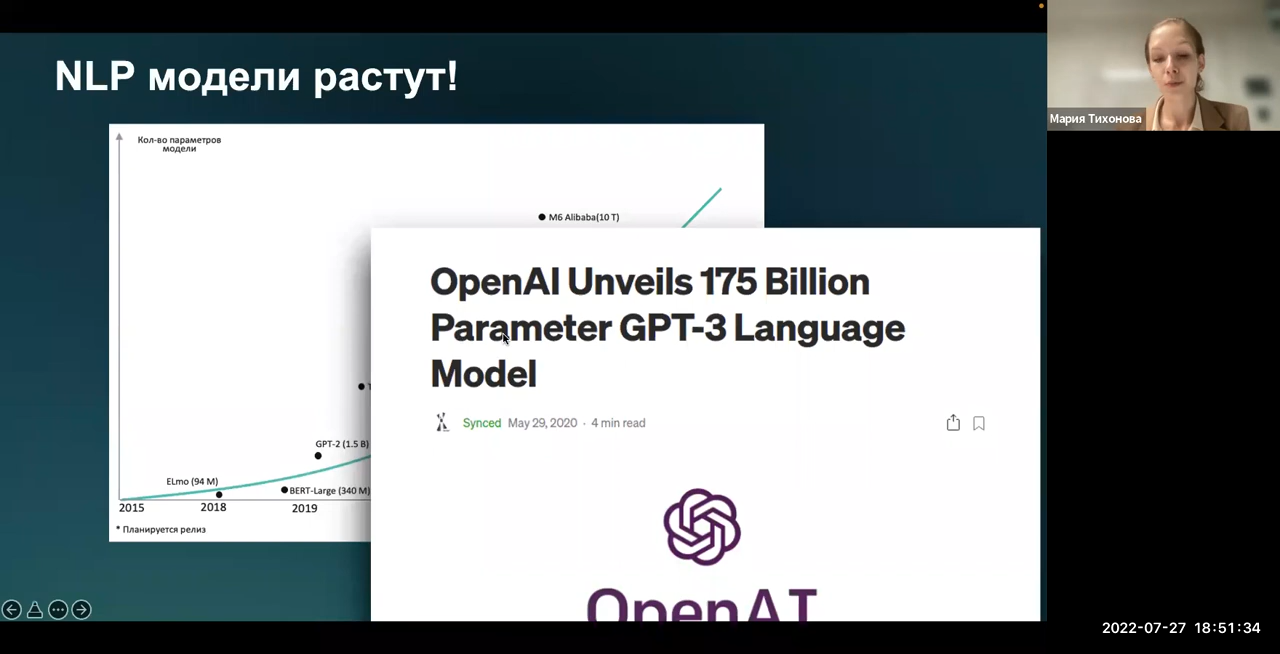 NLP модели растут!
Мария Тихонова
Кол-во параметров
модели
M6 Alibaba(10 T)
OpenAI Unveils 175 Billion
Parameter GPT-3 Language
Model
Synced May 29, 2020 · 4 min read
GPT-2 (1.5 B)
ELmo (94 M)
BERT-Large (340 M)
2015
2018
2019
* Планируется релиз
OpenAI
2022-07-27 18:51:34